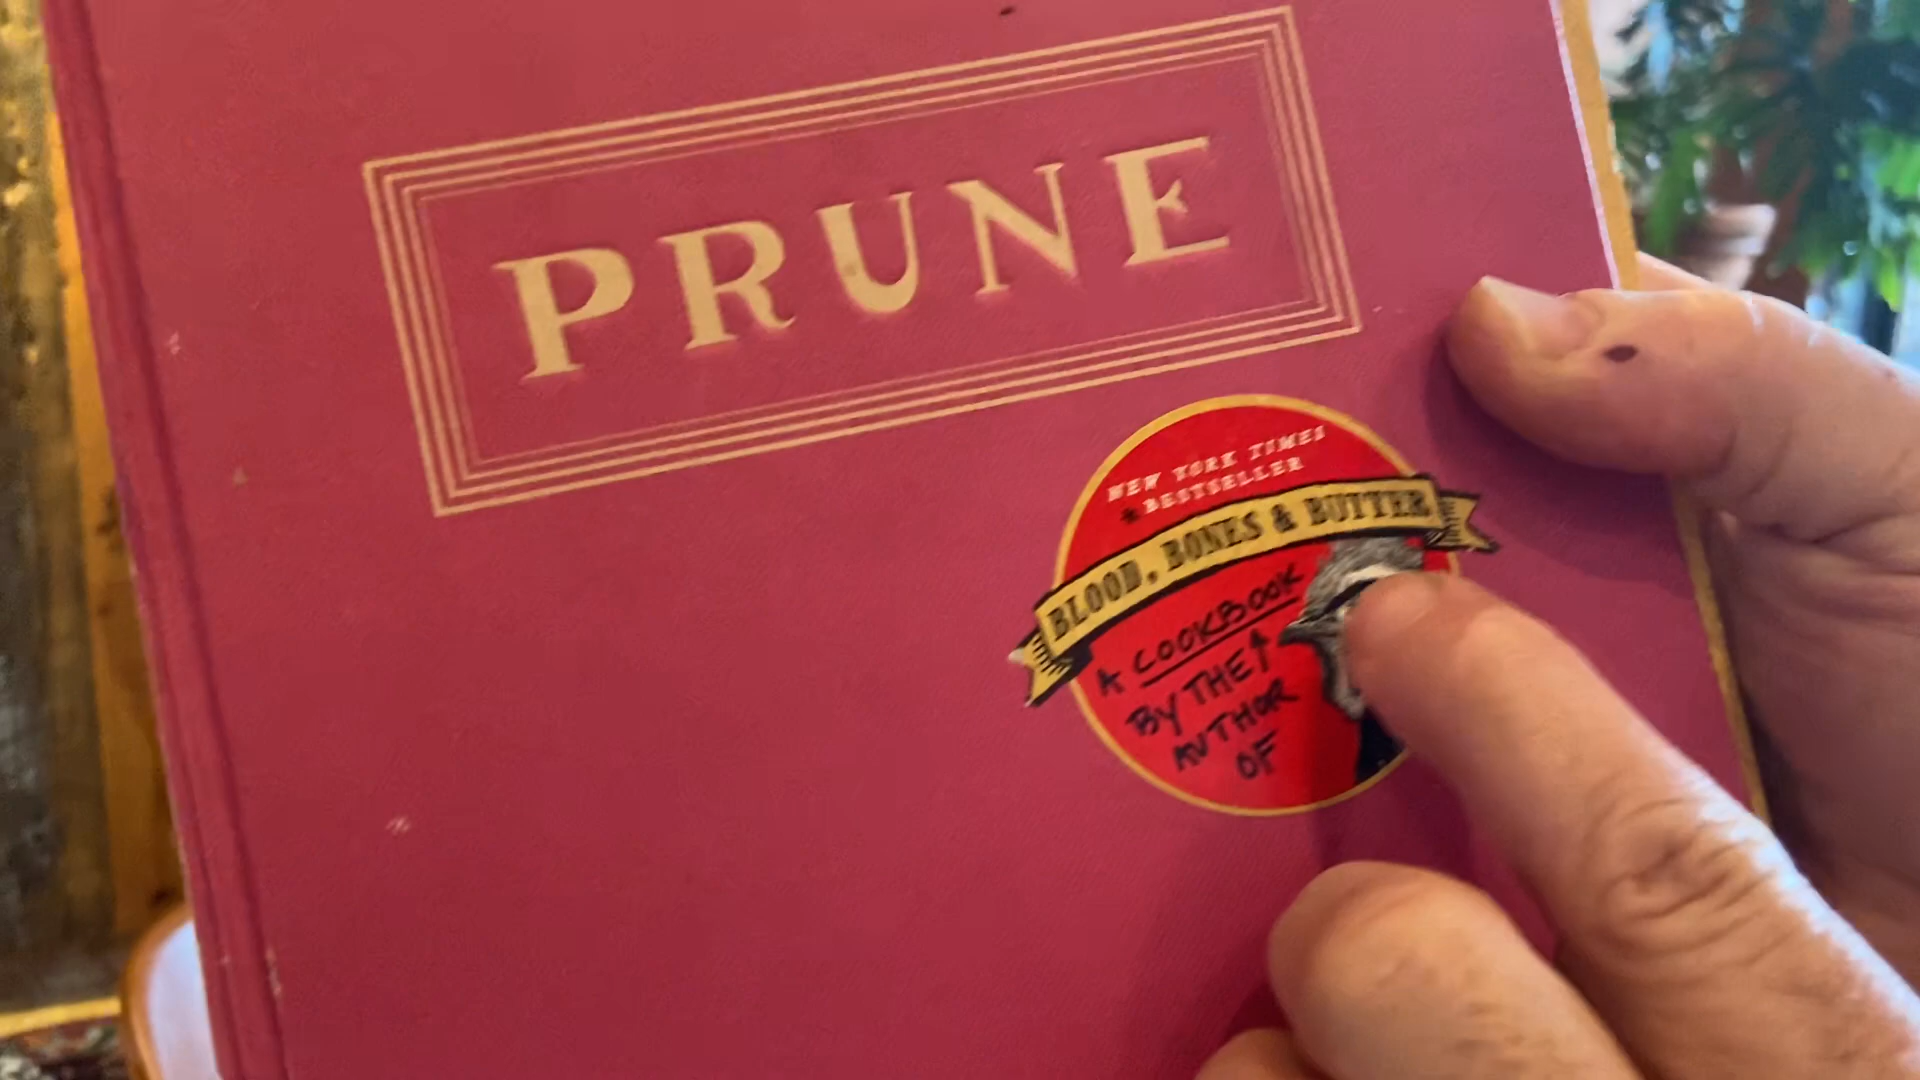 PRUNE
NEW YORK TIMES
BESTSELLER
BLOOD, BONES & BUTTER
A COOKBOOK
BY THE
AUTHOR
OF